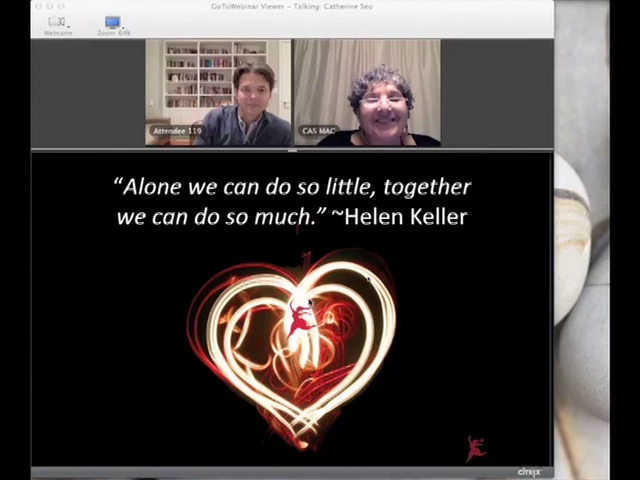 GoToWebinar Viewer – Talking: Catherine Seo
Webcams
Zoom: 64%
Attendee 119
CAS MAC
“Alone we can do so little, together
we can do so much.” ~Helen Keller
citrix